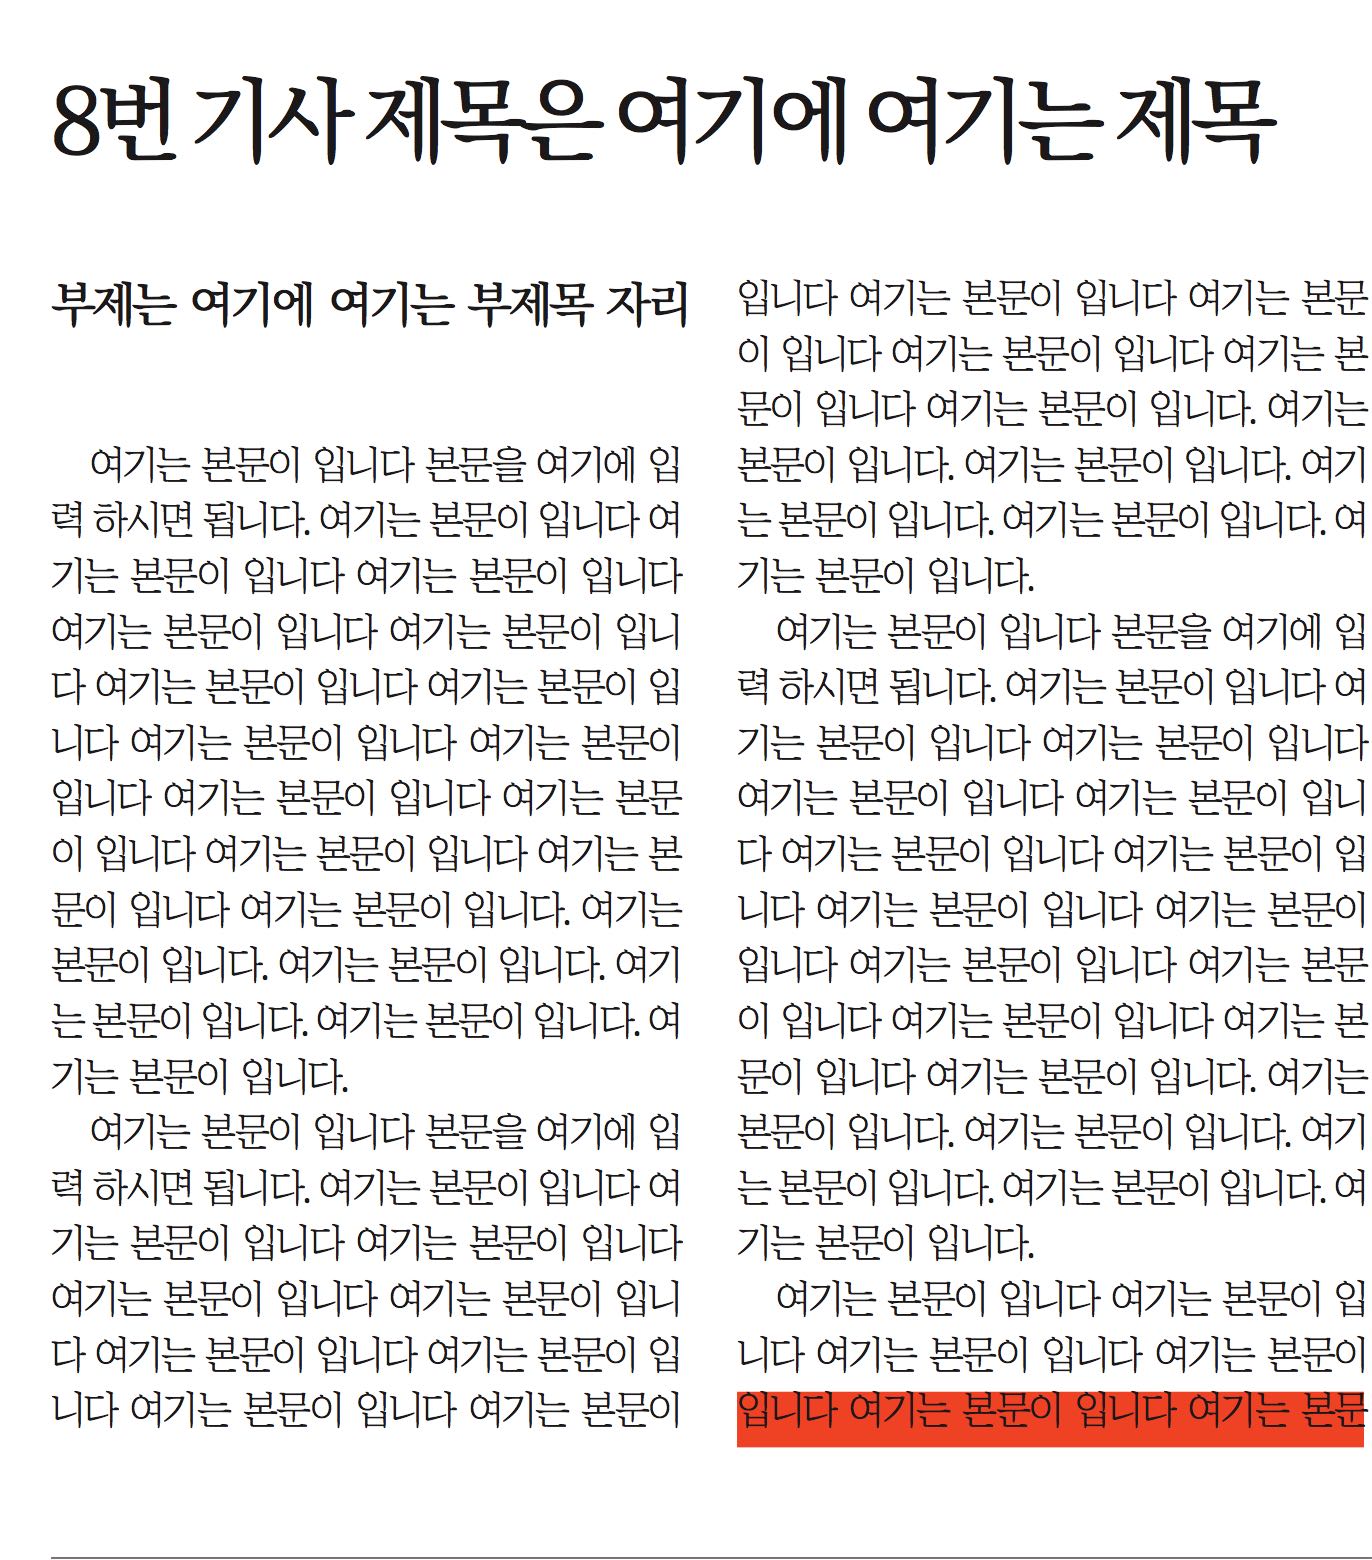 8번 기사 제목은 여기에 여기는 제목
부제는 여기에 여기는 부제목 자리
여기는 본문이 입니다 본문을 여기에 입
력 하시면 됩니다. 여기는 본문이 입니다 여
기는 본문이 입니다 여기는 본문이 입니다
여기는 본문이 입니다 여기는 본문이 입니
다 여기는 본문이 입니다 여기는 본문이 입
니다 여기는 본문이 입니다 여기는 본문이
입니다 여기는 본문이 입니다 여기는 본문
이 입니다 여기는 본문이 입니다 여기는 본
문이 입니다 여기는 본문이 입니다. 여기는
본문이 입니다. 여기는 본문이 입니다. 여기
는 본문이 입니다. 여기는 본문이 입니다. 여
기는 본문이 입니다.
여기는 본문이 입니다 본문을 여기에 입
력 하시면 됩니다. 여기는 본문이 입니다 여
기는 본문이 입니다 여기는 본문이 입니다
여기는 본문이 입니다 여기는 본문이 입니
다 여기는 본문이 입니다 여기는 본문이 입
니다 여기는 본문이 입니다 여기는 본문이
입니다 여기는 본문이 입니다 여기는 본문
이 입니다 여기는 본문이 입니다 여기는 본
문이 입니다 여기는 본문이 입니다. 여기는
본문이 입니다. 여기는 본문이 입니다. 여기
는 본문이 입니다. 여기는 본문이 입니다. 여
기는 본문이 입니다.
여기는 본문이 입니다 본문을 여기에 입
력 하시면 됩니다. 여기는 본문이 입니다 여
기는 본문이 입니다 여기는 본문이 입니다
여기는 본문이 입니다 여기는 본문이 입니
다 여기는 본문이 입니다 여기는 본문이 입
니다 여기는 본문이 입니다 여기는 본문이
입니다 여기는 본문이 입니다 여기는 본문
이 입니다 여기는 본문이 입니다 여기는 본
문이 입니다 여기는 본문이 입니다. 여기는
본문이 입니다. 여기는 본문이 입니다. 여기
는 본문이 입니다. 여기는 본문이 입니다. 여
기는 본문이 입니다.
여기는 본문이 입니다 여기는 본문이 입
니다 여기는 본문이 입니다 여기는 본문이
입니다 여기는 본문이 입니다 여기는 본문